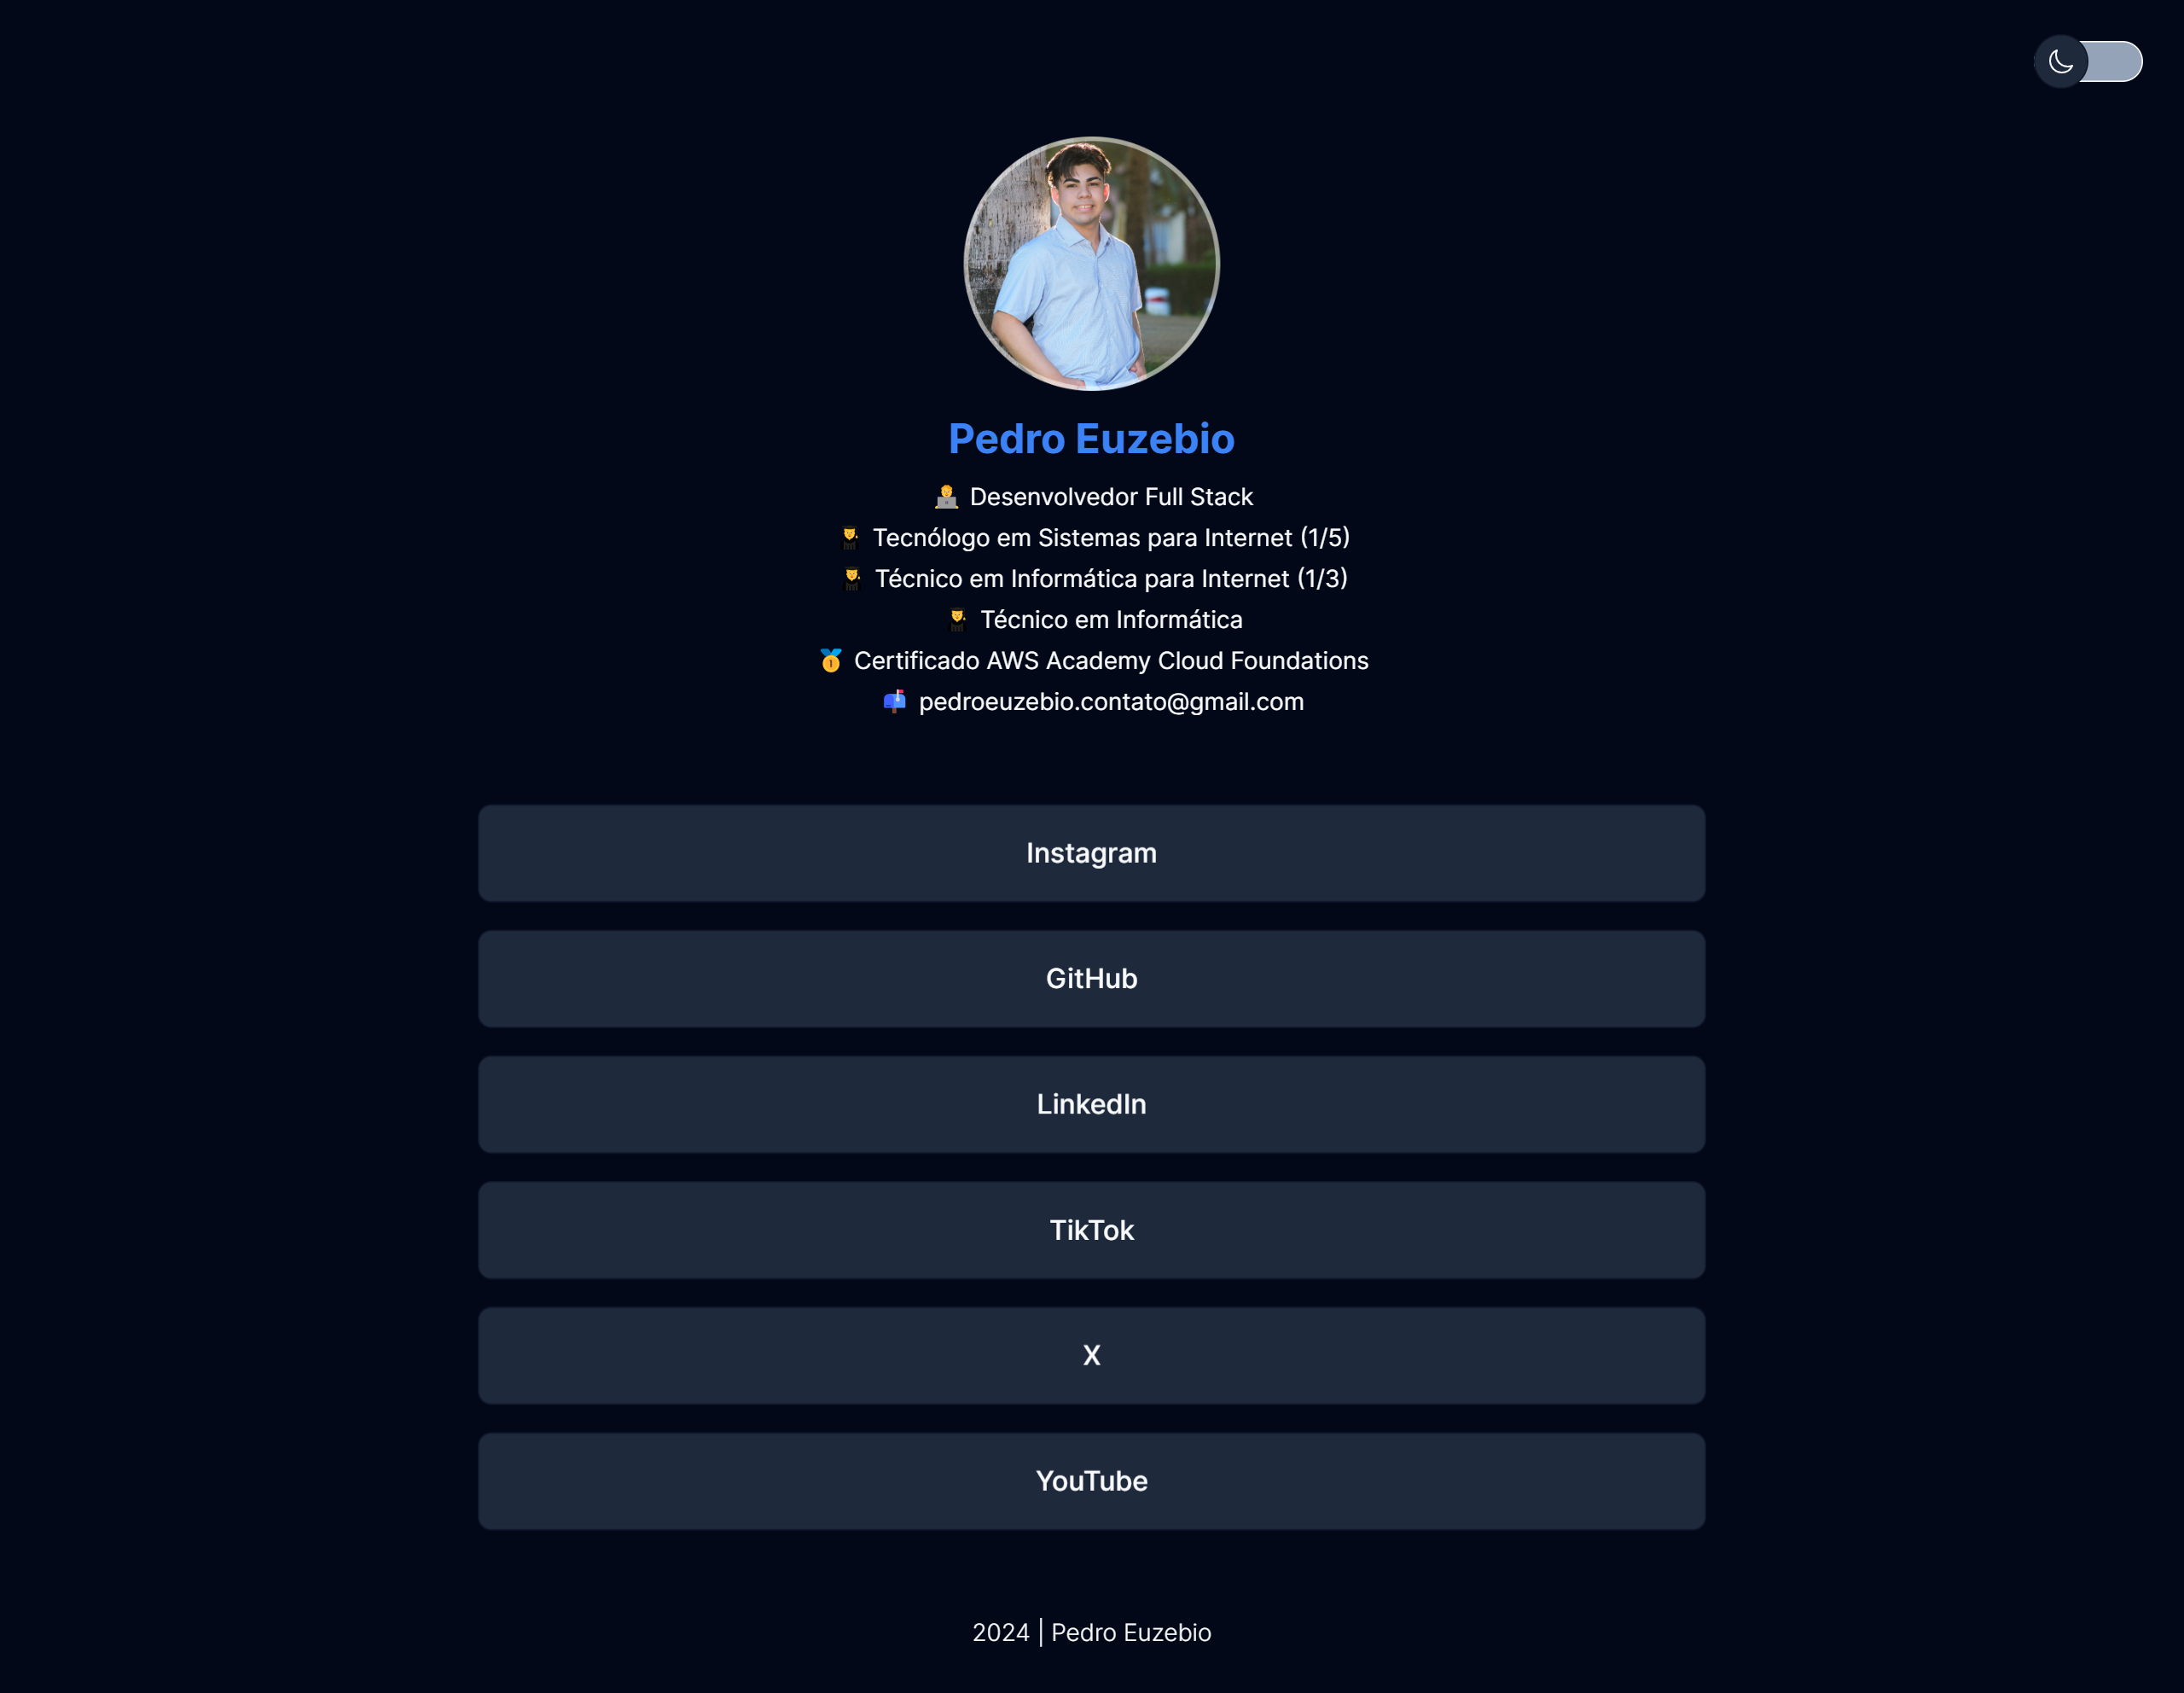 Pedro Euzebio
👨‍💻 Desenvolvedor Full Stack
👨‍🎓 Tecnólogo em Sistemas para Internet (1/5)
👨‍🎓 Técnico em Informática para Internet (1/3)
👨‍🎓 Técnico em Informática
🥇 Certificado AWS Academy Cloud Foundations
📫 pedroeuzebio.contato@gmail.com
Instagram
GitHub
LinkedIn
TikTok
X
YouTube
2024 | Pedro Euzebio